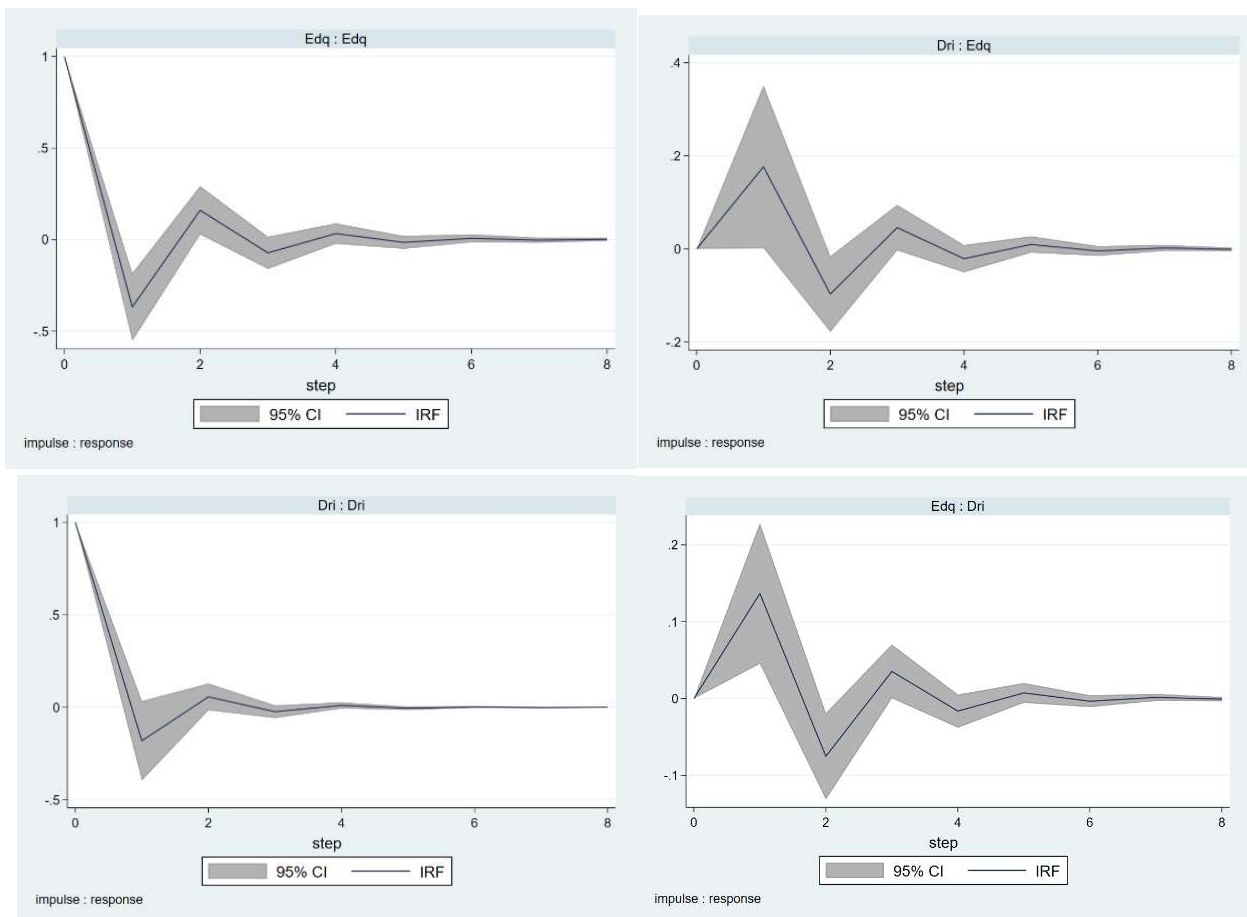 Edq : Edq
1
.5
0
-.5
0 2 4 6 8
step
95% CI IRF
impulse : response
Dri : Edq
.4
.2
0
-.2
0 2 4 6 8
step
95% CI IRF
impulse : response
Dri : Dri
1
.5
0
-.5
0 2 4 6 8
step
95% CI IRF
impulse : response
Edq : Dri
.2
.1
0
-.1
0 2 4 6 8
step
95% CI IRF
impulse : response